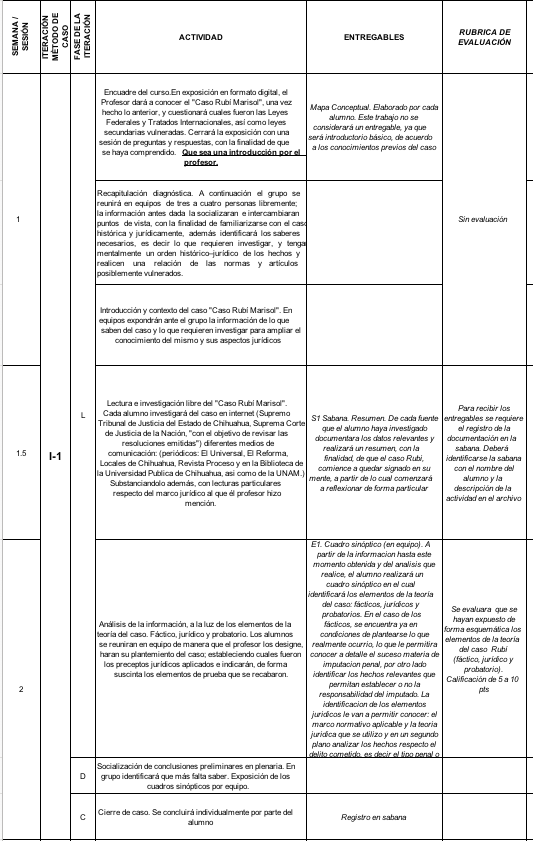 SEMANA /
SESIÓN
ITERACIÓN
MÉTODO DE
CASO
FASE DE LA
ITERACIÓN
ACTIVIDAD
ENTREGABLES
RUBRICA DE
EVALUACIÓN
1
Encuadre del curso.En exposición en formato digital, el
Profesor dará a conocer el "Caso Rubí Marisol", una vez
hecho lo anterior, y cuestionará cuales fueron las Leyes
Federales y Tratados Internacionales, así como leyes
secundarias vulneradas. Cerrará la exposición con una
sesión de preguntas y respuestas, con la finalidad de que
se haya comprendido. Que sea una introducción por el
profesor.
Mapa Conceptual. Elaborado por cada
alumno. Este trabajo no se
considerará un entregable, ya que
será introductorio básico, de acuerdo
a los conocimientos previos del caso
Sin evaluación
Recapitulación diagnóstica. A continuación el grupo se
reunirá en equipos de tres a cuatro personas libremente;
la información antes dada la socializaran e intercambiaran
puntos de vista, con la finalidad de familiarizarse con el caso
histórica y jurídicamente, además identificará los saberes
necesarios, es decir lo que requieren investigar, y tenga
mentalmente un orden histórico–jurídico de los hechos y
realicen una relación de las normas y artículos
posiblemente vulnerados.
Introducción y contexto del caso "Caso Rubí Marisol". En
equipos expondrán ante el grupo la información de lo que
saben del caso y lo que requieren investigar para ampliar el
conocimiento del mismo y sus aspectos jurídicos
1.5
I-1
L
Lectura e investigación libre del "Caso Rubí Marisol".
Cada alumno investigará del caso en internet (Supremo
Tribunal de Justicia del Estado de Chihuahua, Suprema Corte
de Justicia de la Nación, "con el objetivo de revisar las
resoluciones emitidas") diferentes medios de
comunicación: (periódicos: El Universal, El Reforma,
Locales de Chihuahua, Revista Proceso y en la Biblioteca de
la Universidad Publica de Chihuahua, asi como de la UNAM.)
Substanciandolo además, con lecturas particulares
respecto del marco jurídico al que él profesor hizo
mención.
S1 Sabana. Resumen. De cada fuente
que el alumno haya investigado
documentara los datos relevantes y
realizará un resumen, con la
finalidad, de que el caso Rubi,
comience a quedar signado en su
mente, a partir de lo cual comenzará
a reflexionar de forma particular
Para recibir los
entregables se requiere
el registro de la
documentación en la
sabana. Deberá
identificarse la sabana
con el nombre del
alumno y la
descripción de la
actividad en el archivo
2
Análisis de la información, a la luz de los elementos de la
teoría del caso. Fáctico, jurídico y probatorio. Los alumnos
se reuniran en equipo de manera que el profesor los designe,
haran su plantemiento del caso; estableciendo cuales fueron
los preceptos jurídicos aplicados e indicarán, de forma
suscinta los elementos de prueba que se recabaron.
E1. Cuadro sinóptico (en equipo). A
partir de la informacion hasta este
momento obtenida y del analisis que
realice, el alumno realizará un
cuadro sinóptico en el cual
identificará los elementos de la teoría
del caso: fácticos, jurídicos y
probatorios. En el caso de los
fácticos, se encuentra ya en
condiciones de plantearse lo que
realmente ocurrio, lo que le permitira
conocer a detalle el suceso materia de
imputacion penal, por otro lado
identificar los hechos relevantes que
permitan establecer o no la
responsabilidad del imputado. La
identificacion de los elementos
juridicos le van a permitir conocer: el
marco normativo aplicable y la teoría
juridica que se utilizo y en un segundo
plano analizar los hechos respecto el
delito cometido, es decir el tipo penal o
Se evaluara que se
hayan expuesto de
forma esquemática los
elementos de la teoría
del caso Rubí
(fáctico, jurídico y
probatorio).
Calificación de 5 a 10
pts
D
Socialización de conclusiones preliminares en plenaria. En
grupo identificará que más falta saber. Exposición de los
cuadros sinópticos por equipo.
C
Cierre de caso. Se concluirá individualmente por parte del
alumno
Registro en sabana